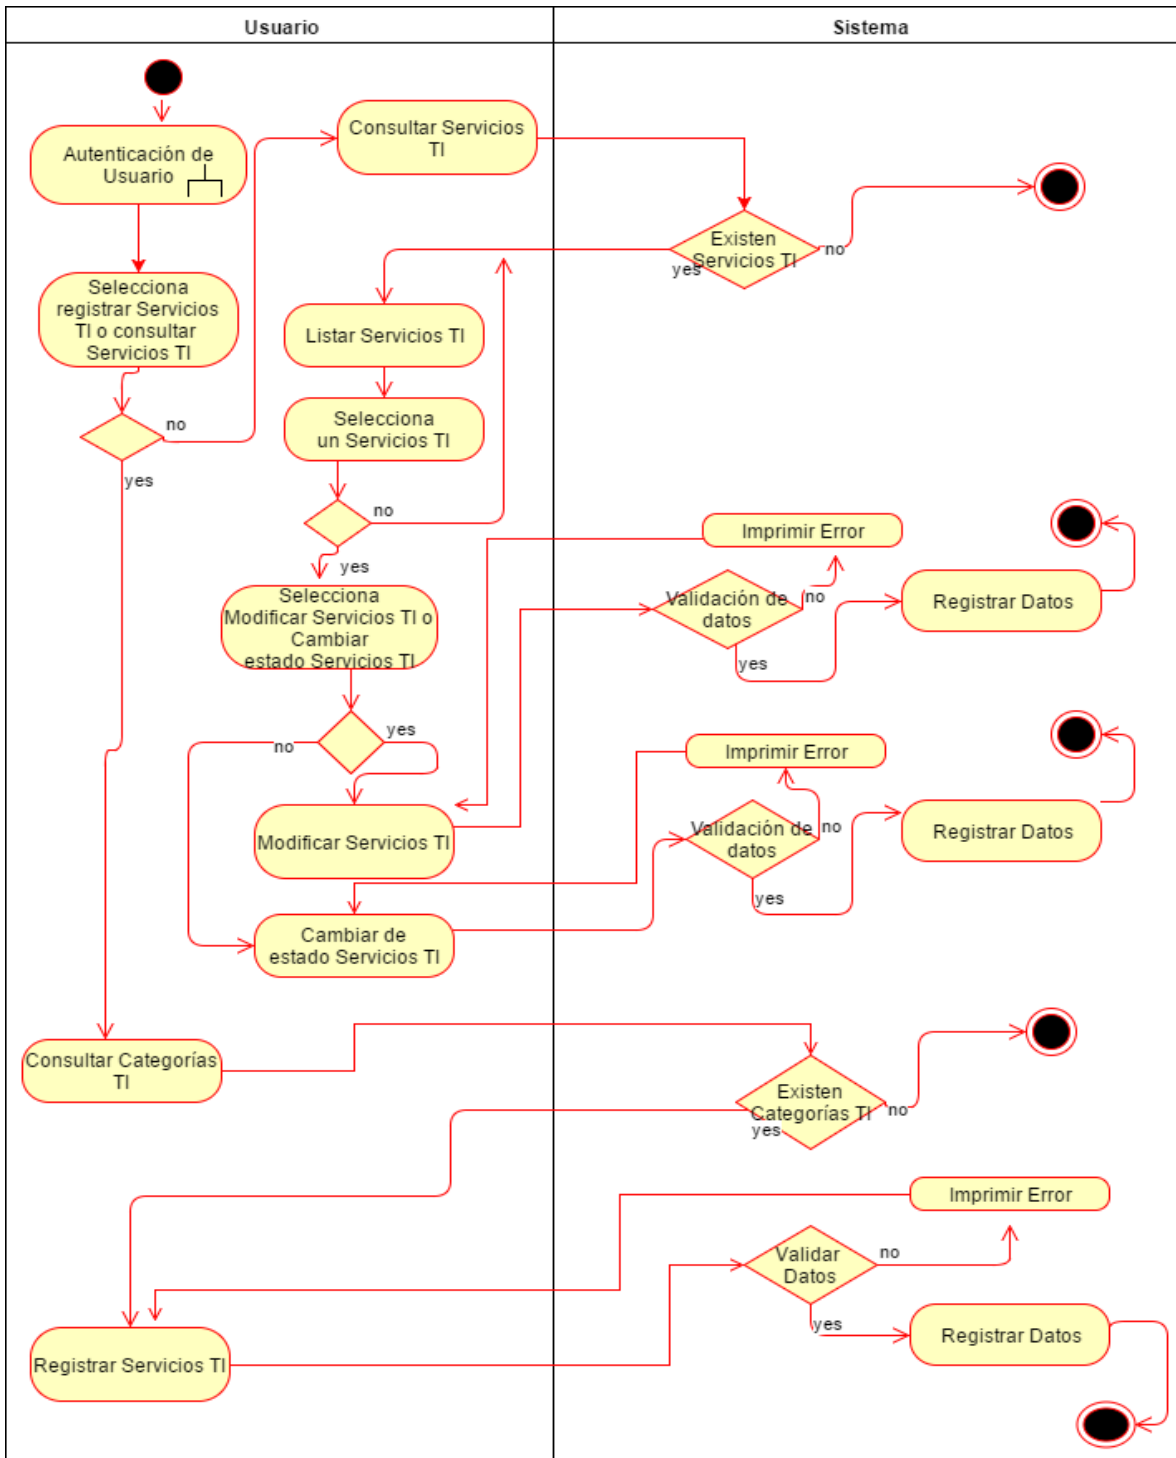 Usuario
Sistema
Autenticación de
Usuario
Consultar Servicios
TI
Existen
Servicios TI
no
yes
Selecciona
registrar Servicios
TI o consultar
Servicios TI
Listar Servicios TI
no
yes
Selecciona
un Servicios TI
no
yes
Imprimir Error
Validación de
datos
no
yes
Registrar Datos
Selecciona
Modificar Servicios TI o
Cambiar
estado Servicios TI
yes
no
Imprimir Error
Modificar Servicios TI
Validación de
datos
no
yes
Registrar Datos
Cambiar de
estado Servicios TI
Consultar Categorías
TI
Existen
Categorías TI
no
yes
Imprimir Error
Validar
Datos
no
yes
Registrar Datos
Registrar Servicios TI